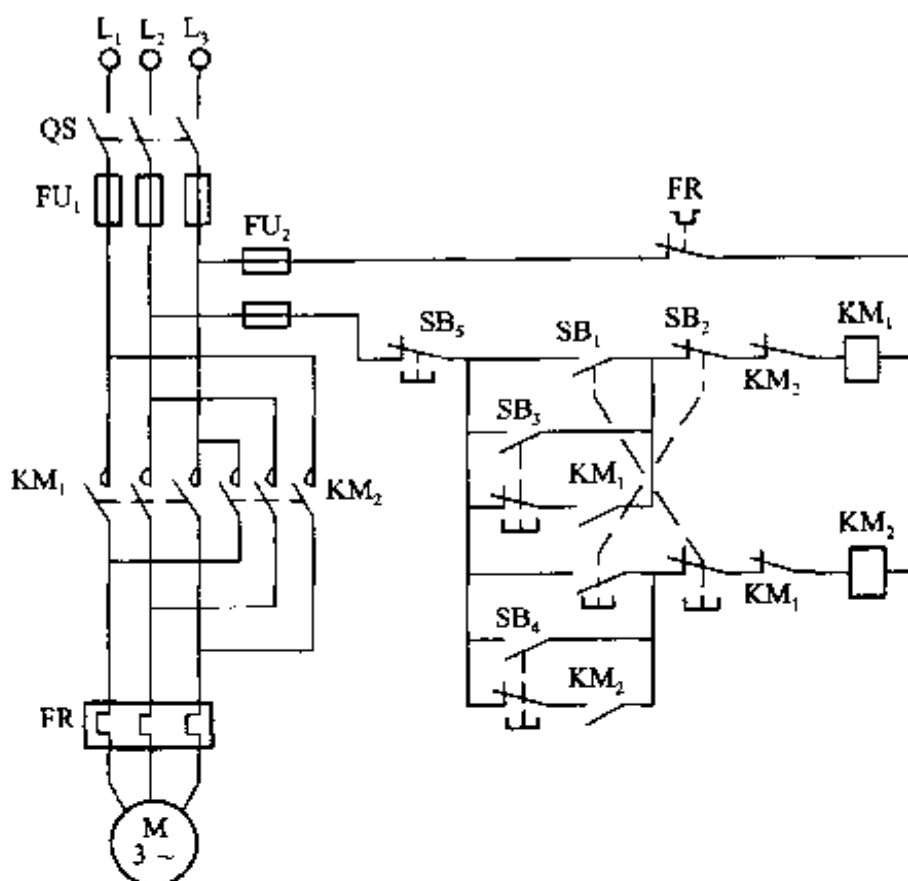 L₁ L₂ L₃
QS
FU₁
FR
FU₂
SB₅ SB₁ SB₂ KM₁
KM₂
SB₃
KM₁ KM₂ KM₁
KM₂
KM₁
SB₄
KM₂
FR
M
3 ~